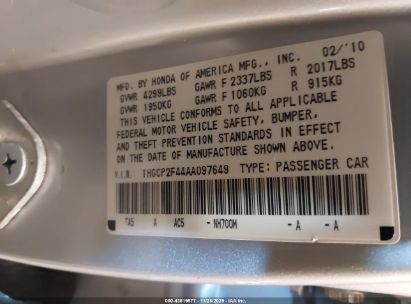 MFD. BY HONDA OF AMERICA MFG., INC. 02/'10
GVWR 4299LBS GAWR F 2337LBS R 2017LBS
GVWR 1950KG GAWR F 1060KG R 915KG
THIS VEHICLE CONFORMS TO ALL APPLICABLE
FEDERAL MOTOR VEHICLE SAFETY, BUMPER,
AND THEFT PREVENTION STANDARDS IN EFFECT
ON THE DATE OF MANUFACTURE SHOWN ABOVE.
V.I.N.: 1HGCP2F44AA097649 TYPE: PASSENGER CAR
TA5 A AC5 - NH700M - A - A